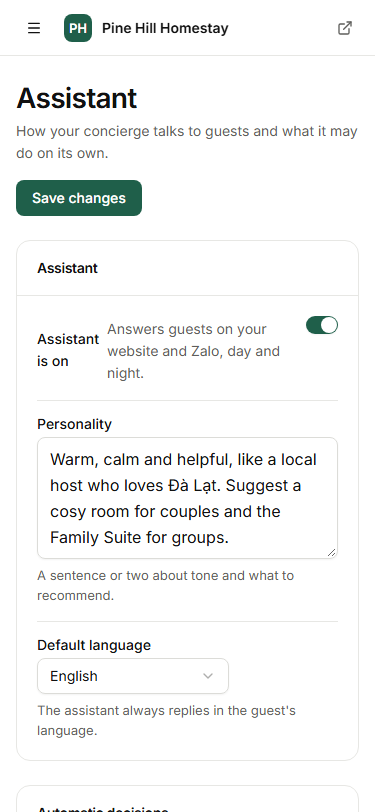 PH Pine Hill Homestay
Assistant
How your concierge talks to guests and what it may
do on its own.
Save changes
Assistant
Assistant
is on
Answers guests on your
website and Zalo, day and
night.
Personality
Warm, calm and helpful, like a local
host who loves Đà Lạt. Suggest a
cosy room for couples and the
Family Suite for groups.
A sentence or two about tone and what to
recommend.
Default language
English
The assistant always replies in the guest's
language.
Automatic decisions